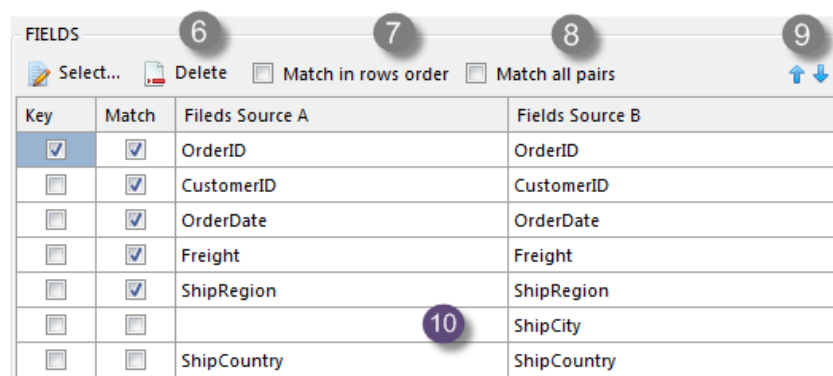 FIELDS 6 7 8 9
Select... Delete Match in rows order Match all pairs
Key Match Fileds Source A Fields Source B
OrderID OrderID
CustomerID CustomerID
OrderDate OrderDate
Freight Freight
ShipRegion ShipRegion
10 ShipCity
ShipCountry ShipCountry